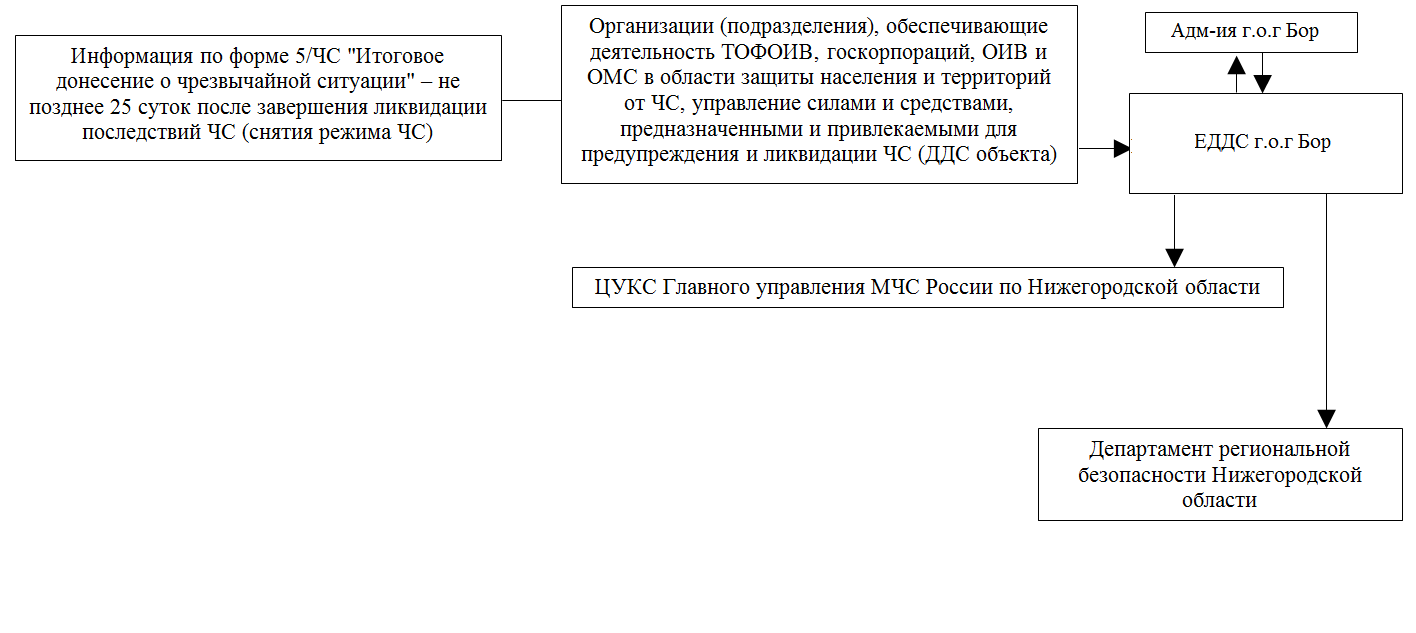 Информация по форме 5/ЧС "Итоговое
донесение о чрезвычайной ситуации" – не
позднее 25 суток после завершения ликвидации
последствий ЧС (снятия режима ЧС)
Организации (подразделения), обеспечивающие
деятельность ТОФОИВ, госкорпораций, ОИВ и
ОМС в области защиты населения и территорий
от ЧС, управление силами и средствами,
предназначенными и привлекаемыми для
предупреждения и ликвидации ЧС (ДДС объекта)
Адм-ия г.о.г Бор
ЕДДС г.о.г Бор
ЦУКС Главного управления МЧС России по Нижегородской области
Департамент региональной
безопасности Нижегородской
области